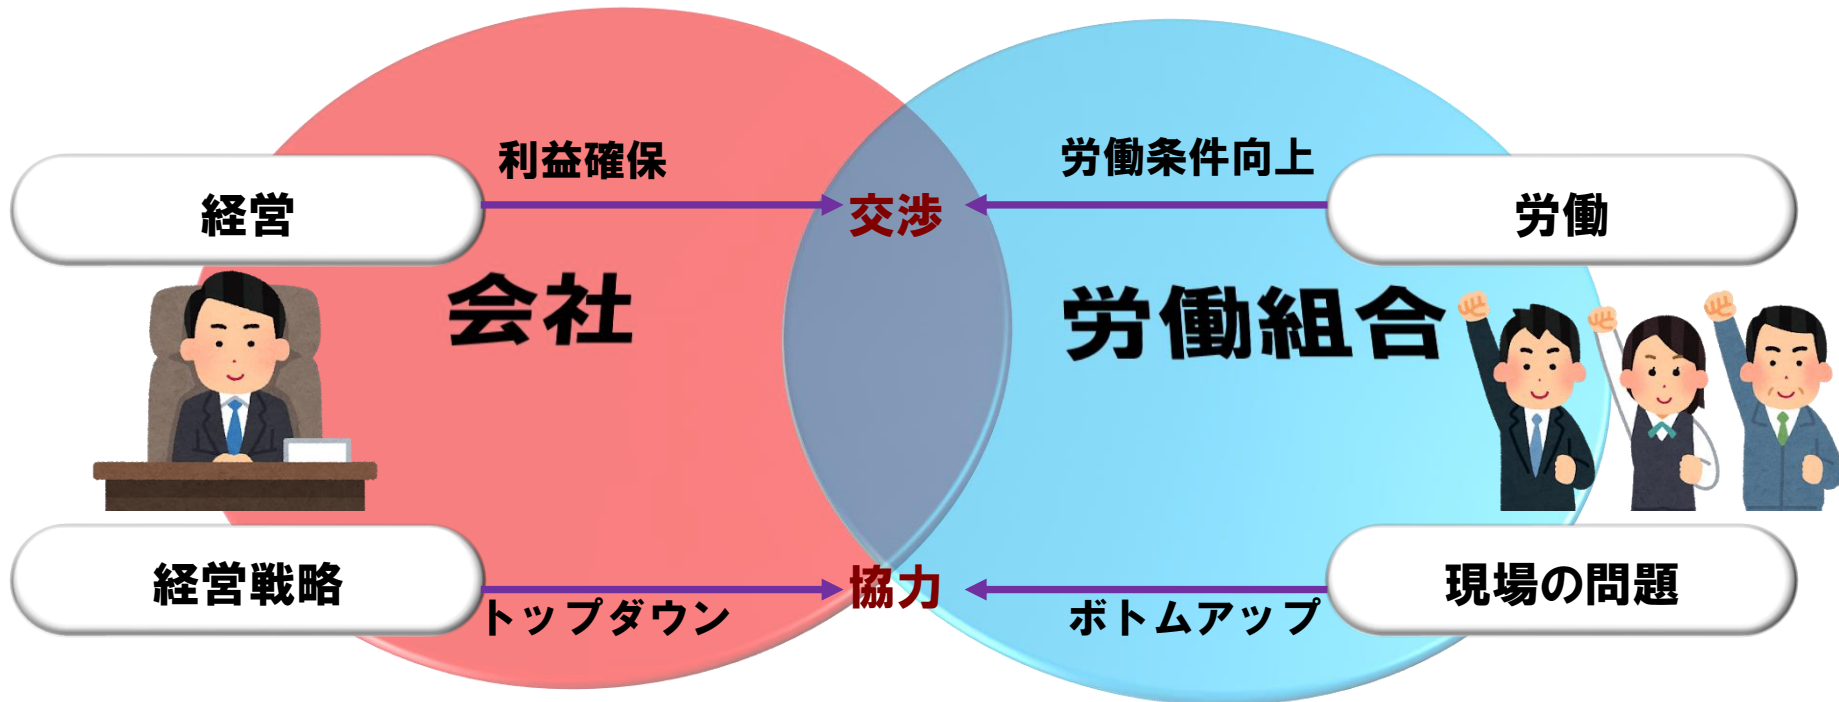 利益確保
労働条件向上
経営
交渉
労働
会社
労働組合
経営戦略
協力
現場の問題
トップダウン
ボトムアップ